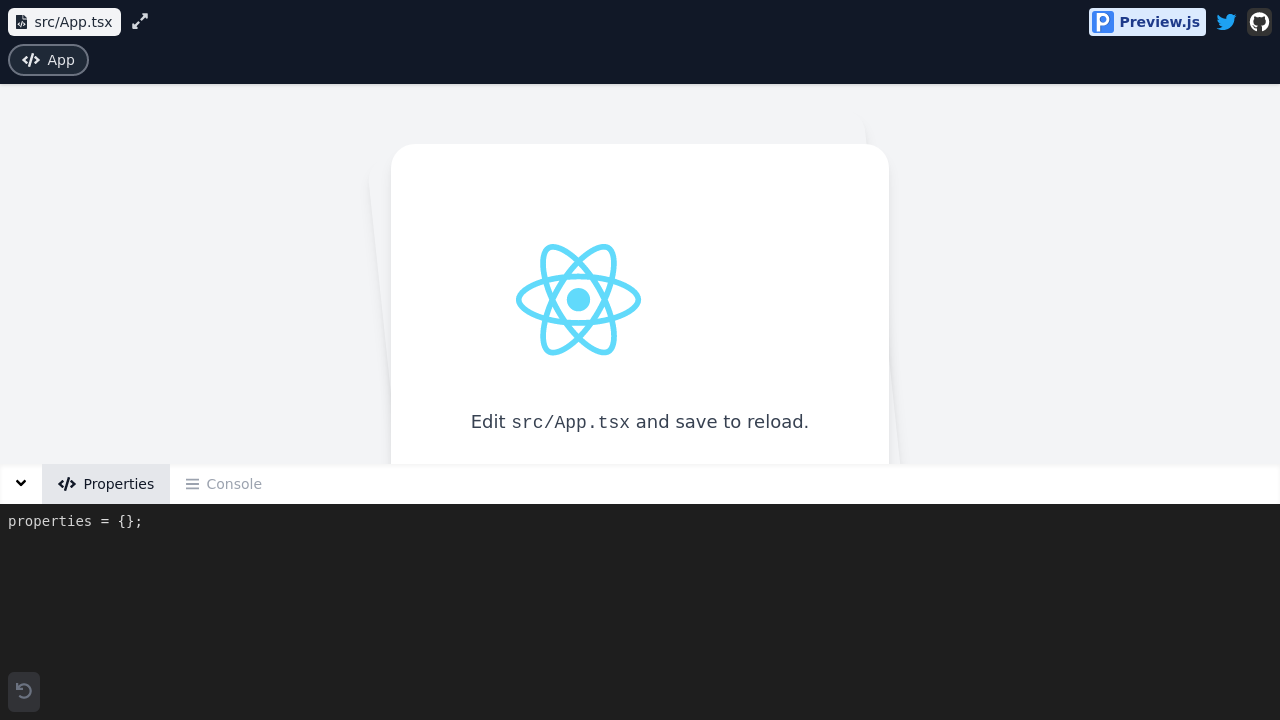 src/App.tsx
Preview.js
App
Edit src/App.tsx and save to reload.
Properties
Console
properties = {};